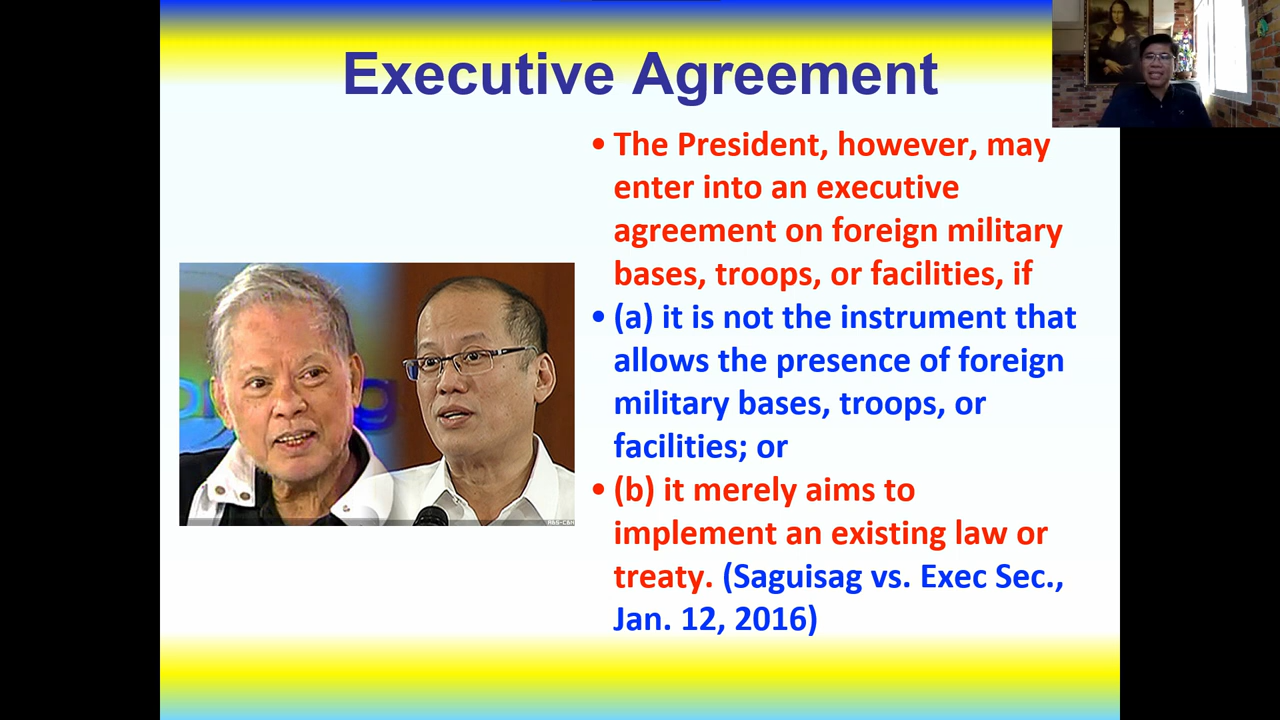 Executive Agreement
• The President, however, may
enter into an executive
agreement on foreign military
bases, troops, or facilities, if
• (a) it is not the instrument that
allows the presence of foreign
military bases, troops, or
facilities; or
• (b) it merely aims to
implement an existing law or
treaty. (Saguisag vs. Exec Sec.,
Jan. 12, 2016)
ABS-CBN